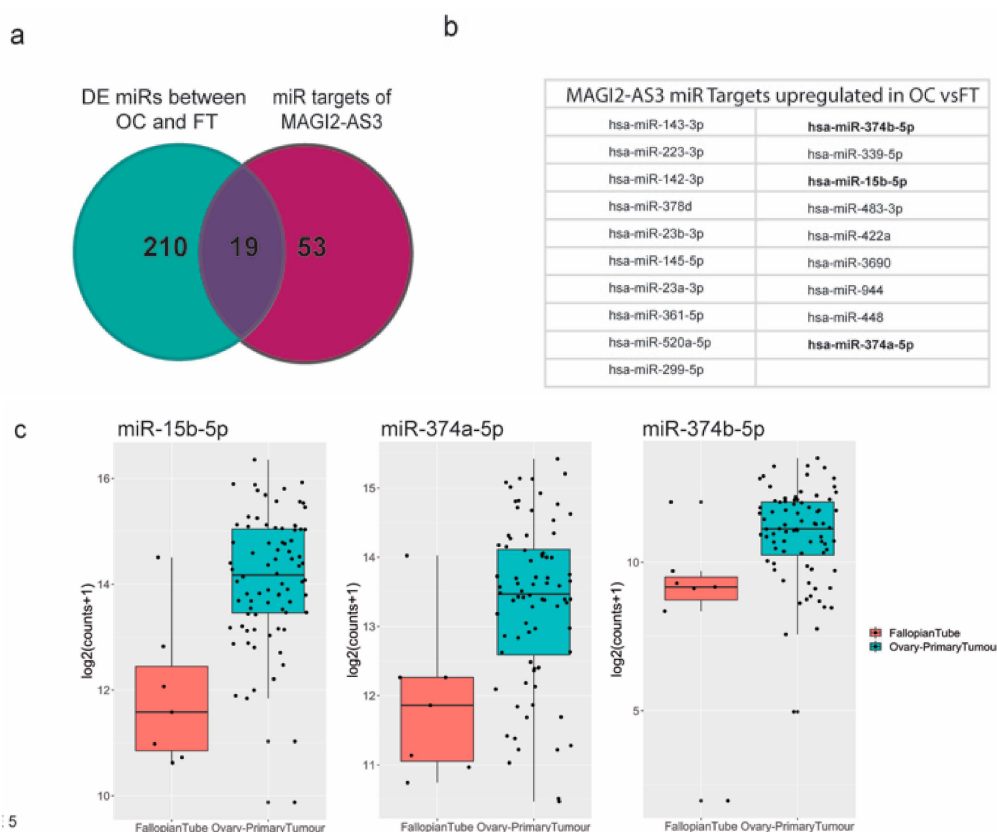 a
DE miRs between
OC and FT
miR targets of
MAGI2-AS3
210
19
53
b
MAGI2-AS3 miR Targets upregulated in OC vsFT
hsa-miR-143-3p hsa-miR-374b-5p
hsa-miR-223-3p hsa-miR-339-5p
hsa-miR-142-3p hsa-miR-15b-5p
hsa-miR-378d hsa-miR-483-3p
hsa-miR-23b-3p hsa-miR-422a
hsa-miR-145-5p hsa-miR-3690
hsa-miR-23a-3p hsa-miR-944
hsa-miR-361-5p hsa-miR-448
hsa-miR-520a-5p hsa-miR-374a-5p
hsa-miR-299-5p
c
miR-15b-5p
log2(counts+1)
16
14
12
10
FallopianTube Ovary-PrimaryTumour
miR-374a-5p
log2(counts+1)
15
14
13
12
11
FallopianTube Ovary-PrimaryTumour
miR-374b-5p
log2(counts+1)
10
5
FallopianTube Ovary-PrimaryTumour
FallopianTube
Ovary-PrimaryTumou
5